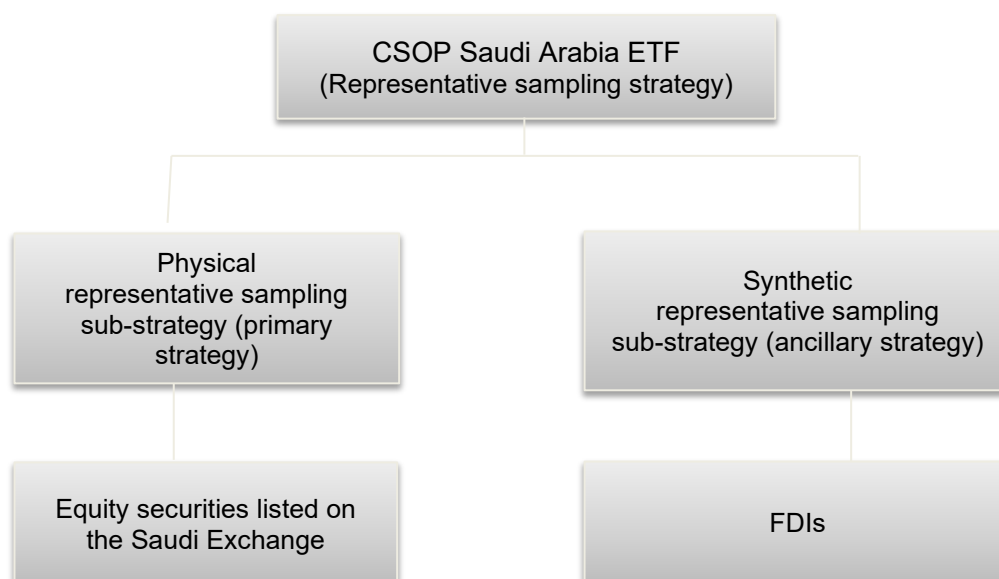 CSOP Saudi Arabia ETF
(Representative sampling strategy)
Physical
representative sampling
sub-strategy (primary
strategy)
Synthetic
representative sampling
sub-strategy (ancillary strategy)
Equity securities listed on
the Saudi Exchange
FDIs